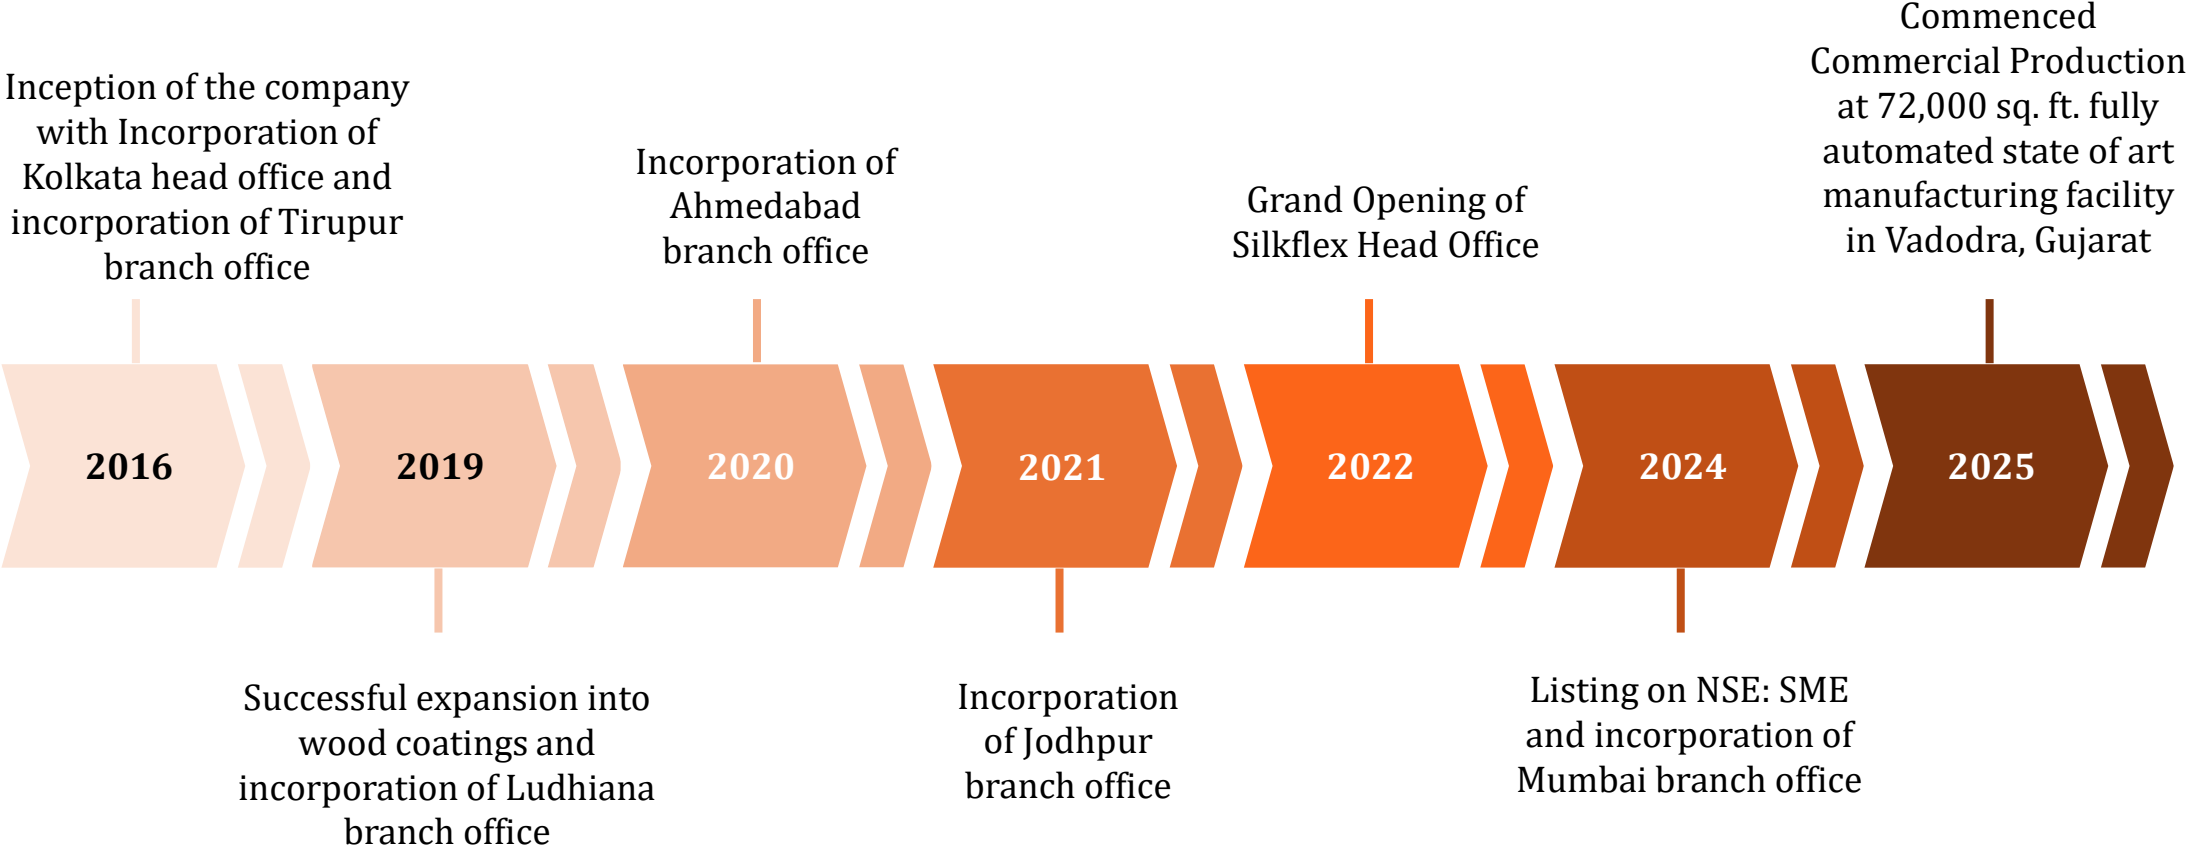 Inception of the company
with Incorporation of
Kolkata head office and
incorporation of Tirupur
branch office
Incorporation of
Ahmedabad
branch office
Grand Opening of
Silkflex Head Office
Commenced
Commercial Production
at 72,000 sq. ft. fully
automated state of art
manufacturing facility
in Vadodra, Gujarat
2016
2019
2020
2021
2022
2024
2025
Successful expansion into
wood coatings and
incorporation of Ludhiana
branch office
Incorporation
of Jodhpur
branch office
Listing on NSE: SME
and incorporation of
Mumbai branch office